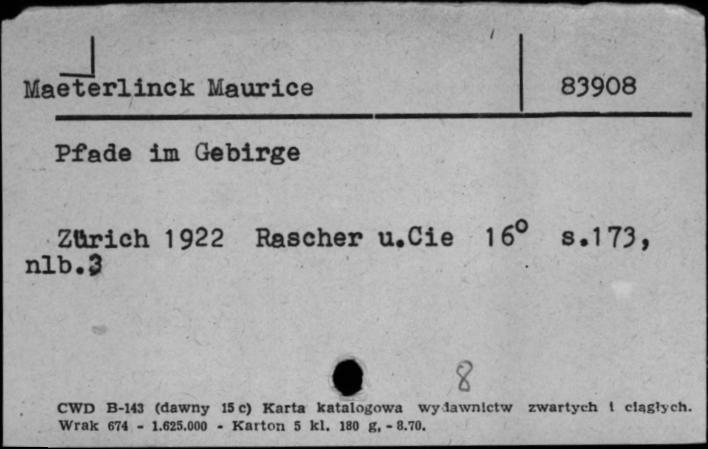 Maeterlinck Maurice 83908
Pfade im Gebirge
Zürich 1922 Rascher u.Cie 16° s.173,
nlb.3
8
CWD B-143 (dawny 15 c) Karta katalogowa wydawnictw zwartych i ciągłych.
Wrak 674 - 1.625.000 - Karton 5 kl. 180 g, - 8.70.